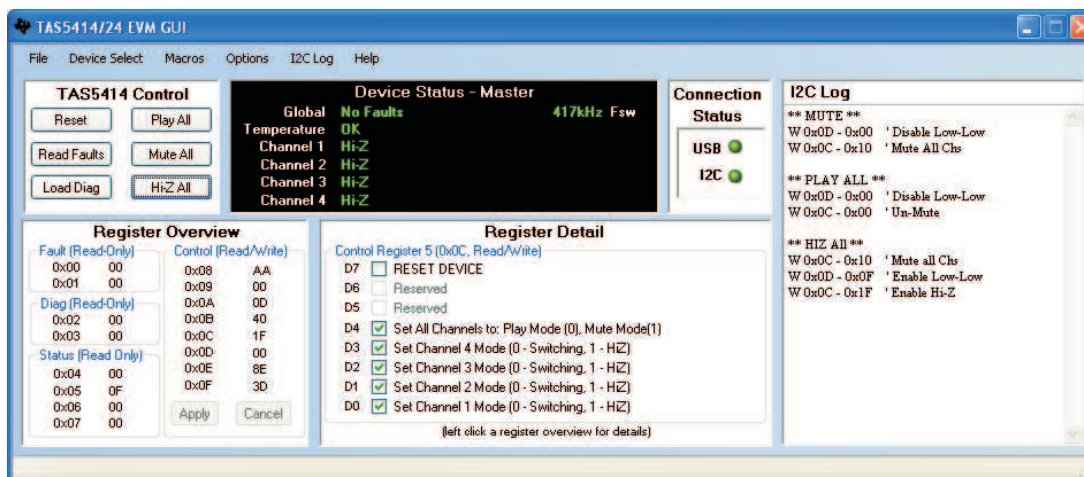 TAS5414/24 EVM GUI
File Device Select Macros Options I2C Log Help
TAS5414 Control
Reset Play All
Read Faults Mute All
Load Diag Hi-Z All
Device Status - Master
Global No Faults 417kHz Fsw
Temperature OK
Channel 1 Hi-Z
Channel 2 Hi-Z
Channel 3 Hi-Z
Channel 4 Hi-Z
Connection
Status
USB
I2C
I2C Log
** MUTE **
W 0x0D - 0x00 ' Disable Low-Low
W 0x0C - 0x10 ' Mute All Chs
** PLAY ALL **
W 0x0D - 0x00 ' Disable Low-Low
W 0x0C - 0x00 ' Un-Mute
** HIZ All **
W 0x0C - 0x10 ' Mute all Chs
W 0x0D - 0x0F ' Enable Low-Low
W 0x0C - 0x1F ' Enable Hi-Z
Register Overview
Fault (Read-Only)
0x00 00
0x01 00
Diag (Read-Only)
0x02 00
0x03 00
Status (Read Only)
0x04 00
0x05 0F
0x06 00
0x07 00
Control (Read/Write)
0x08 AA
0x09 00
0x0A 0D
0x0B 40
0x0C 1F
0x0D 00
0x0E 8E
0x0F 3D
Apply Cancel
Register Detail
Control Register 5 (0x0C, Read/Write)
D7 RESET DEVICE
D6 Reserved
D5 Reserved
D4 Set All Channels to: Play Mode (0), Mute Mode(1)
D3 Set Channel 4 Mode (0 - Switching, 1 - HiZ)
D2 Set Channel 3 Mode (0 - Switching, 1 - HiZ)
D1 Set Channel 2 Mode (0 - Switching, 1 - HiZ)
D0 Set Channel 1 Mode (0 - Switching, 1 - HiZ)
(left click a register overview for details)